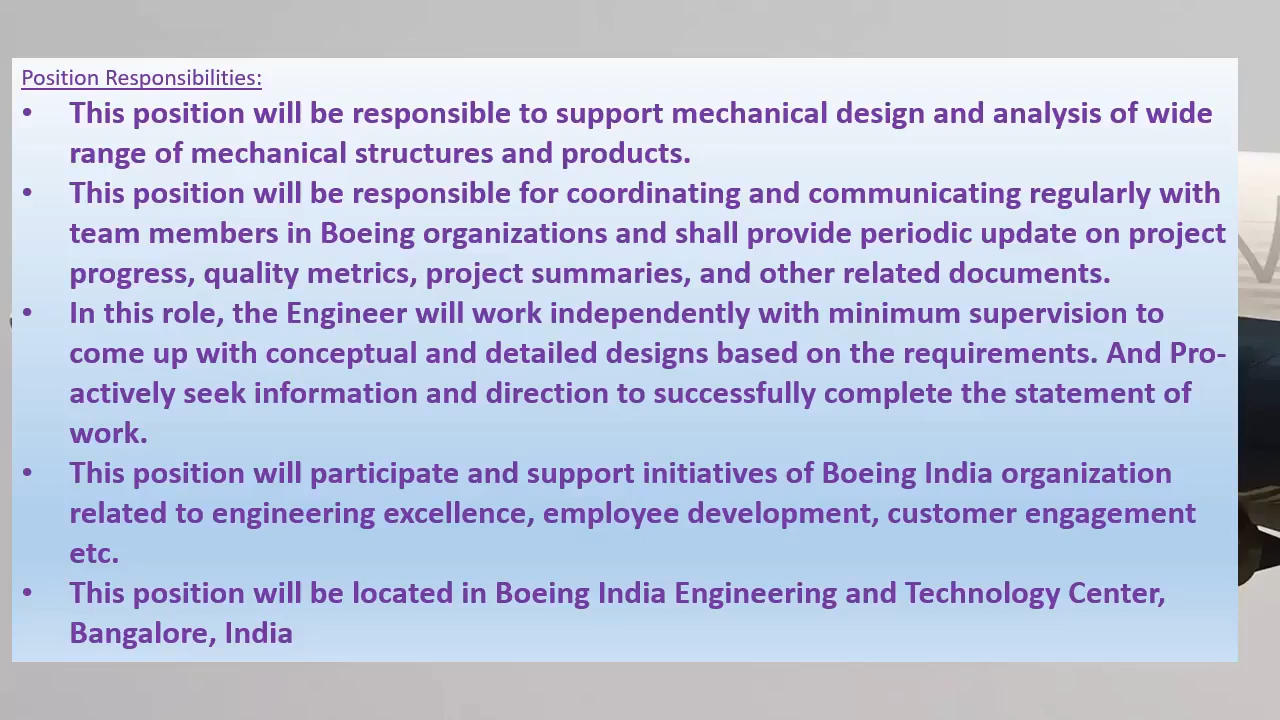 Position Responsibilities:
• This position will be responsible to support mechanical design and analysis of wide
range of mechanical structures and products.
• This position will be responsible for coordinating and communicating regularly with
team members in Boeing organizations and shall provide periodic update on project
progress, quality metrics, project summaries, and other related documents.
• In this role, the Engineer will work independently with minimum supervision to
come up with conceptual and detailed designs based on the requirements. And Pro-
actively seek information and direction to successfully complete the statement of
work.
• This position will participate and support initiatives of Boeing India organization
related to engineering excellence, employee development, customer engagement
etc.
• This position will be located in Boeing India Engineering and Technology Center,
Bangalore, India